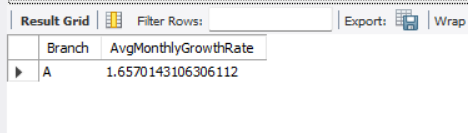 Result Grid Filter Rows: Export: Wrap
Branch AvgMonthlyGrowthRate
A 1.6570143106306112